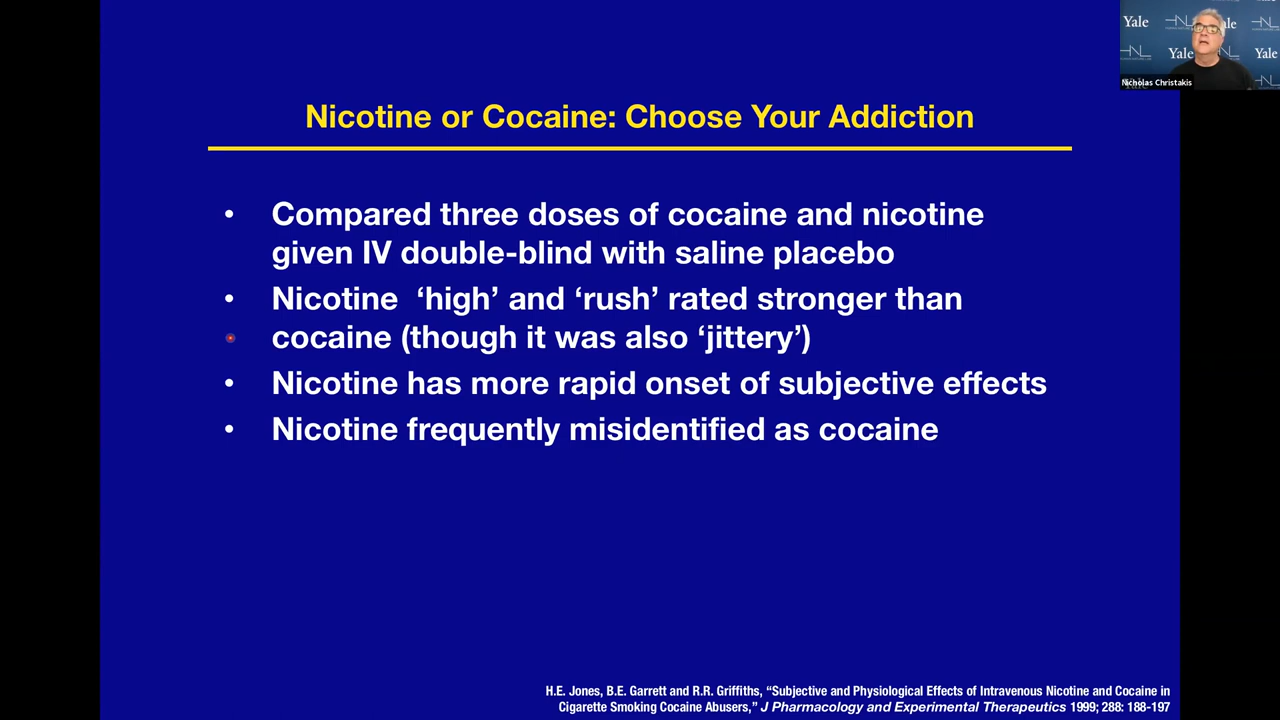 Yale
ale
Yale
HNL
Yale
HNL
Yale
Nicholas Christakis
Nicotine or Cocaine: Choose Your Addiction
• Compared three doses of cocaine and nicotine
given IV double-blind with saline placebo
• Nicotine ‘high’ and ‘rush’ rated stronger than
cocaine (though it was also ‘jittery’)
• Nicotine has more rapid onset of subjective effects
• Nicotine frequently misidentified as cocaine
H.E. Jones, B.E. Garrett and R.R. Griffiths, “Subjective and Physiological Effects of Intravenous Nicotine and Cocaine in
Cigarette Smoking Cocaine Abusers,” J Pharmacology and Experimental Therapeutics 1999; 288: 188-197